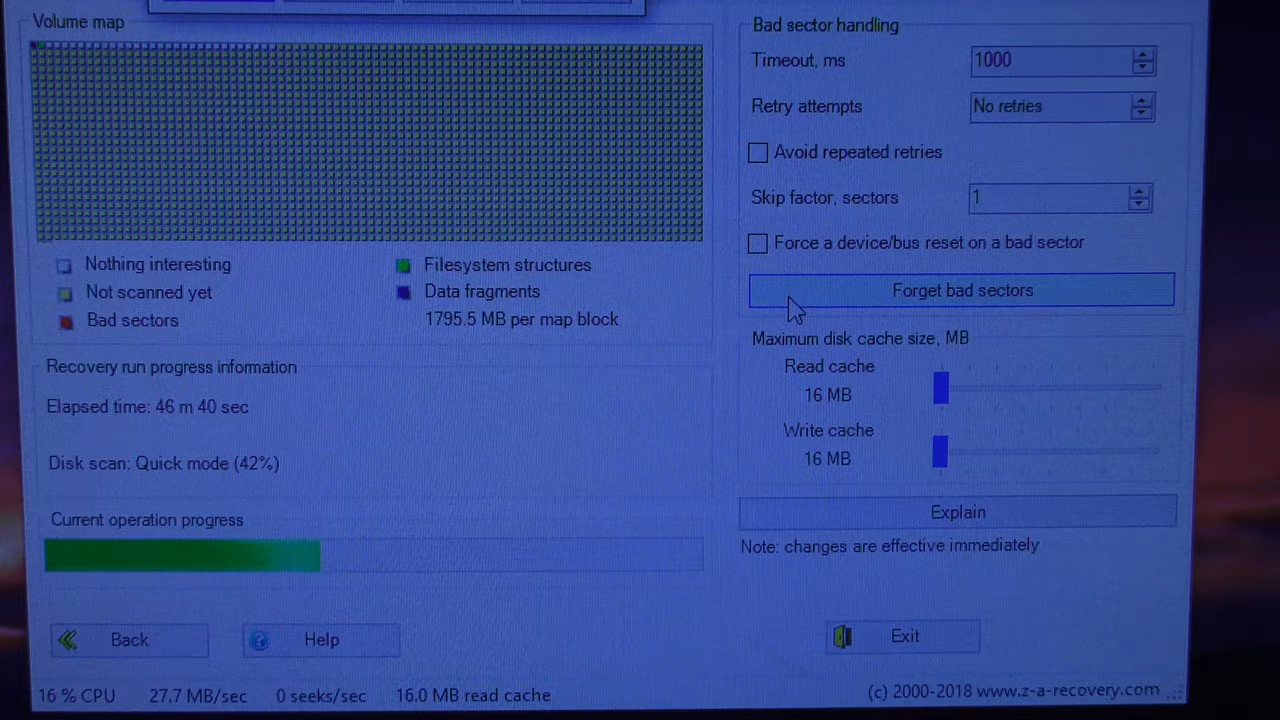 Volume map
Nothing interesting
Filesystem structures
Not scanned yet
Data fragments
Bad sectors
1795.5 MB per map block
Recovery run progress information
Elapsed time: 46 m 40 sec
Disk scan: Quick mode (42%)
Current operation progress
Back
Help
16 % CPU
27,7 MB/sec
0 seeks/sec
16.0 MB read cache
Bad sector handling
Timeout, ms
1000
Retry attempts
No retries
Avoid repeated retries
Skip factor, sectors
1
Force a device/bus reset on a bad sector
Forget bad sectors
Maximum disk cache size, MB
Read cache
16 MB
Write cache
16 MB
Explain
Note: changes are effective immediately
Exit
(c) 2000-2018 www.z-a-recovery.com